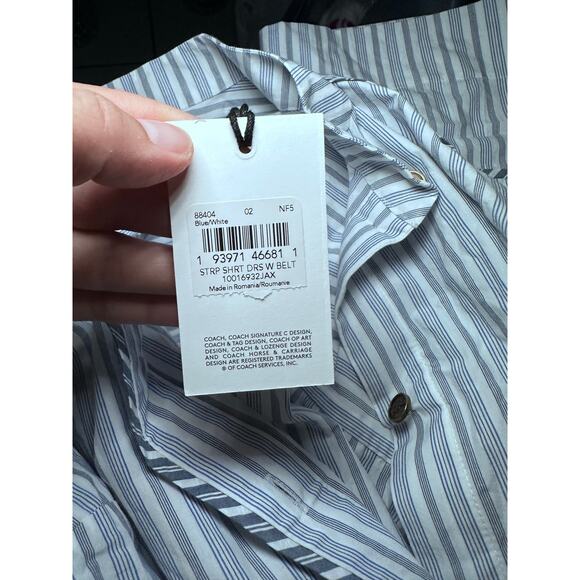 88404 02 NF5
Blue/White
1 93971 46681 1
STRP SHRT DRS W BELT
10016932JAX
Made in Romania/Roumanie
COACH, COACH SIGNATURE C DESIGN,
COACH & TAG DESIGN, COACH OP ART
DESIGN, COACH & LOZENGE DESIGN
AND COACH HORSE & CARRIAGE
DESIGN ARE REGISTERED TRADEMARKS
® OF COACH SERVICES, INC.